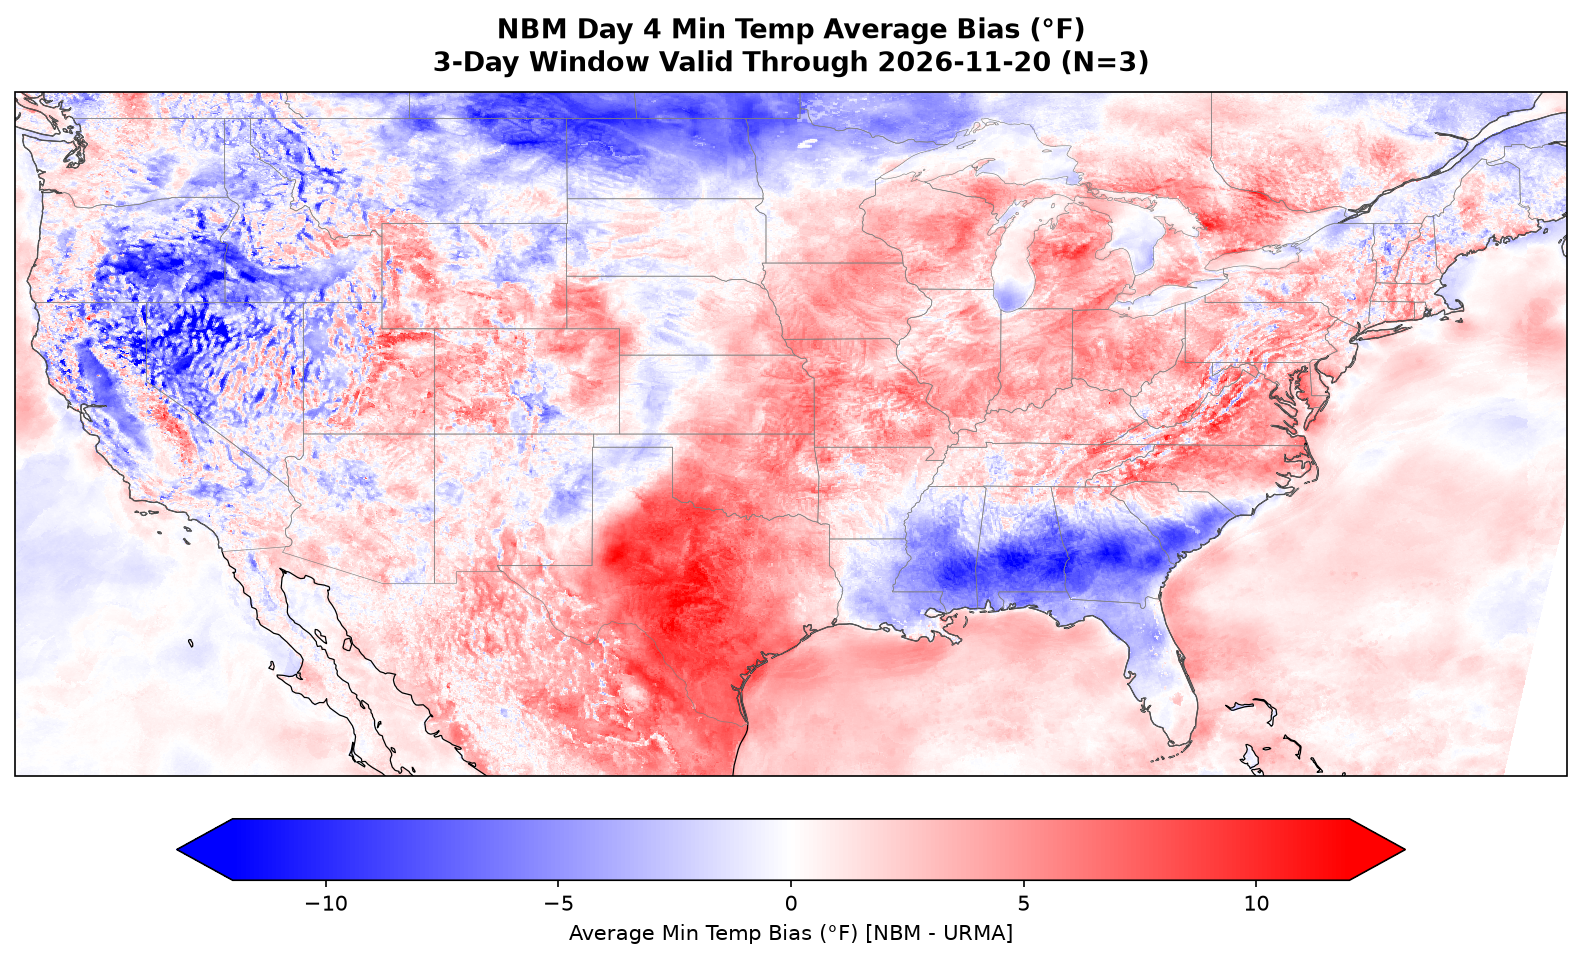 NBM Day 4 Min Temp Average Bias (°F)
3-Day Window Valid Through 2026-11-20 (N=3)
−10 −5 0 5 10
Average Min Temp Bias (°F) [NBM - URMA]